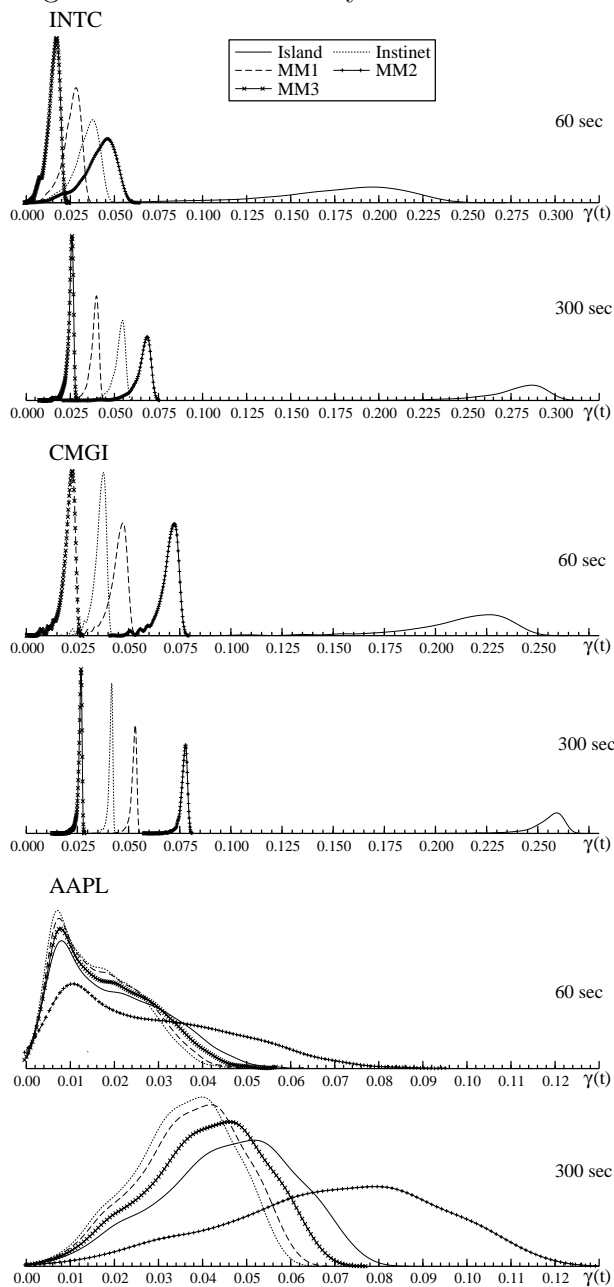 INTC
Island Instinet
MM1 MM2
MM3
60 sec
0.000 0.025 0.050 0.075 0.100 0.125 0.150 0.175 0.200 0.225 0.250 0.275 0.300 γ(t)
300 sec
0.000 0.025 0.050 0.075 0.100 0.125 0.150 0.175 0.200 0.225 0.250 0.275 0.300 γ(t)
CMGI
60 sec
0.000 0.025 0.050 0.075 0.100 0.125 0.150 0.175 0.200 0.225 0.250 γ(t)
300 sec
0.000 0.025 0.050 0.075 0.100 0.125 0.150 0.175 0.200 0.225 0.250 γ(t)
AAPL
60 sec
0.00 0.01 0.02 0.03 0.04 0.05 0.06 0.07 0.08 0.09 0.10 0.11 0.12 γ(t)
300 sec
0.00 0.01 0.02 0.03 0.04 0.05 0.06 0.07 0.08 0.09 0.10 0.11 0.12 γ(t)